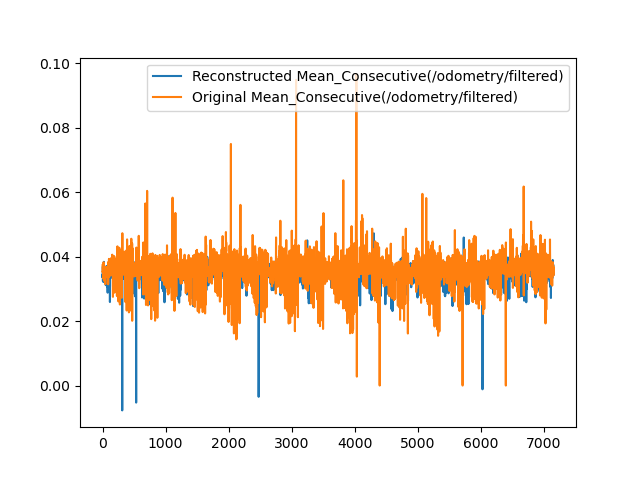 Reconstructed Mean_Consecutive(/odometry/filtered)
Original Mean_Consecutive(/odometry/filtered)
0.10
0.08
0.06
0.04
0.02
0.00
0 1000 2000 3000 4000 5000 6000 7000